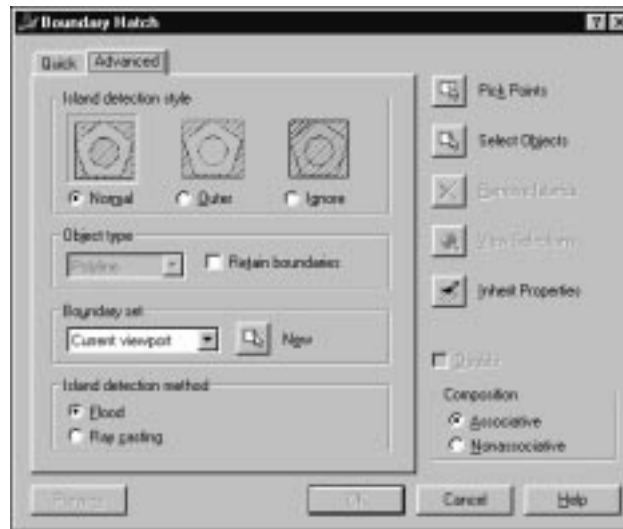 Boundary Hatch
Quick Advanced
Island detection style
Normal Outer Ignore
Object type
Polyline Retain boundaries
Boundary set
Current viewport New
Island detection method
Flood
Ray casting
Pick Points
Select Objects
Remove Islands
View Selections
Inherit Properties
Double
Composition
Associative
Nonassociative
Preview OK Cancel Help